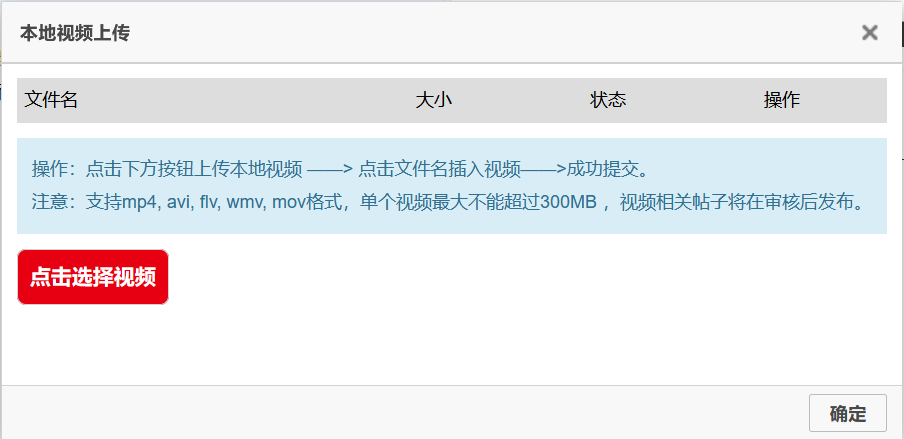 本地视频上传
文件名 大小 状态 操作
操作：点击下方按钮上传本地视频 ——> 点击文件名插入视频——>成功提交。
注意：支持mp4, avi, flv, wmv, mov格式，单个视频最大不能超过300MB ，视频相关帖子将在审核后发布。
点击选择视频
确定